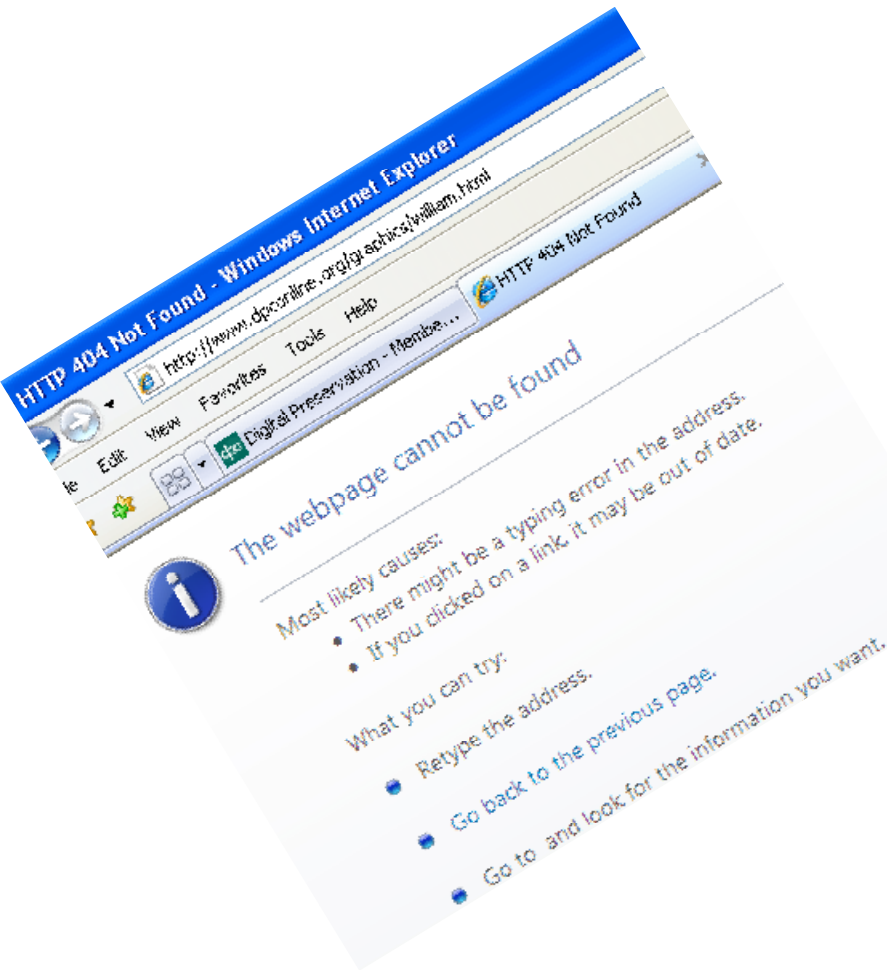 HTTP 404 Not Found - Windows Internet Explorer
http://www.dpconline.org/graphics/william.html
Edit View Favorites Tools Help
dpc Digital Preservation - Membe... HTTP 404 Not Found
The webpage cannot be found
Most likely causes:
• There might be a typing error in the address.
• If you clicked on a link, it may be out of date.
What you can try:
Retype the address.
Go back to the previous page.
Go to and look for the information you want.